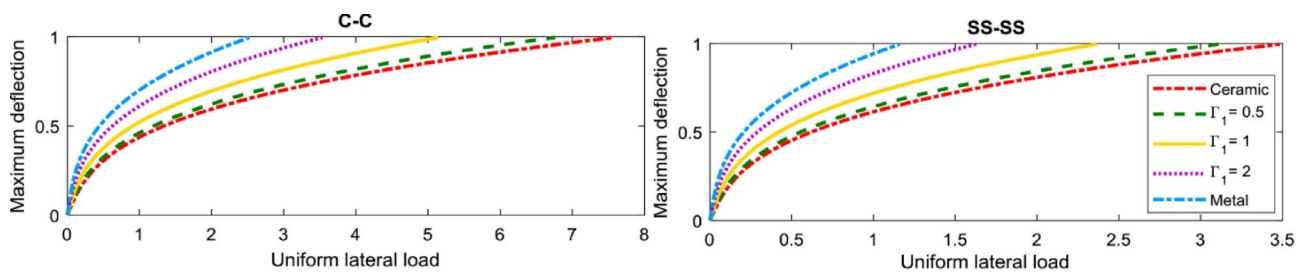 C-C
Maximum deflection
1
0.5
0
0 1 2 3 4 5 6 7 8
Uniform lateral load
SS-SS
Maximum deflection
1
0.5
0
0 0.5 1 1.5 2 2.5 3 3.5
Uniform lateral load
Ceramic
Γ₁ = 0.5
Γ₁ = 1
Γ₁ = 2
Metal